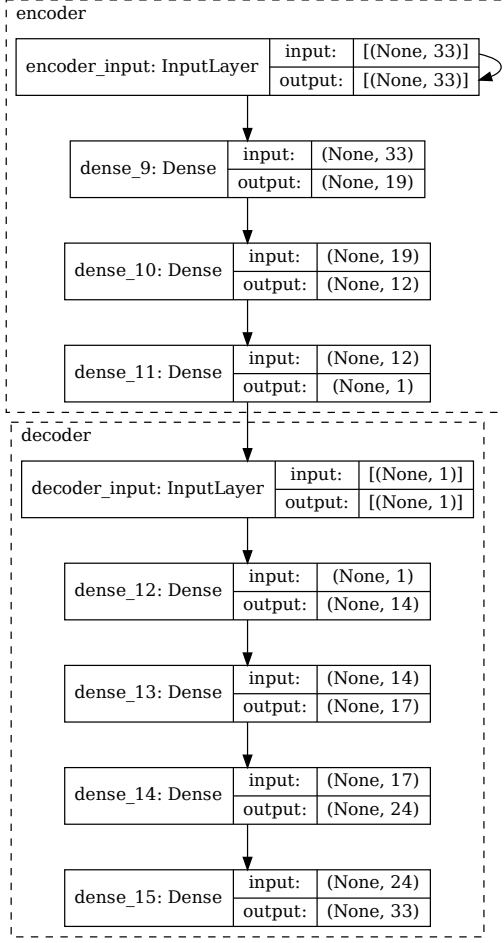 encoder
encoder_input: InputLayer
input: [(None, 33)]
output: [(None, 33)]
dense_9: Dense
input: (None, 33)
output: (None, 19)
dense_10: Dense
input: (None, 19)
output: (None, 12)
dense_11: Dense
input: (None, 12)
output: (None, 1)
decoder
decoder_input: InputLayer
input: [(None, 1)]
output: [(None, 1)]
dense_12: Dense
input: (None, 1)
output: (None, 14)
dense_13: Dense
input: (None, 14)
output: (None, 17)
dense_14: Dense
input: (None, 17)
output: (None, 24)
dense_15: Dense
input: (None, 24)
output: (None, 33)